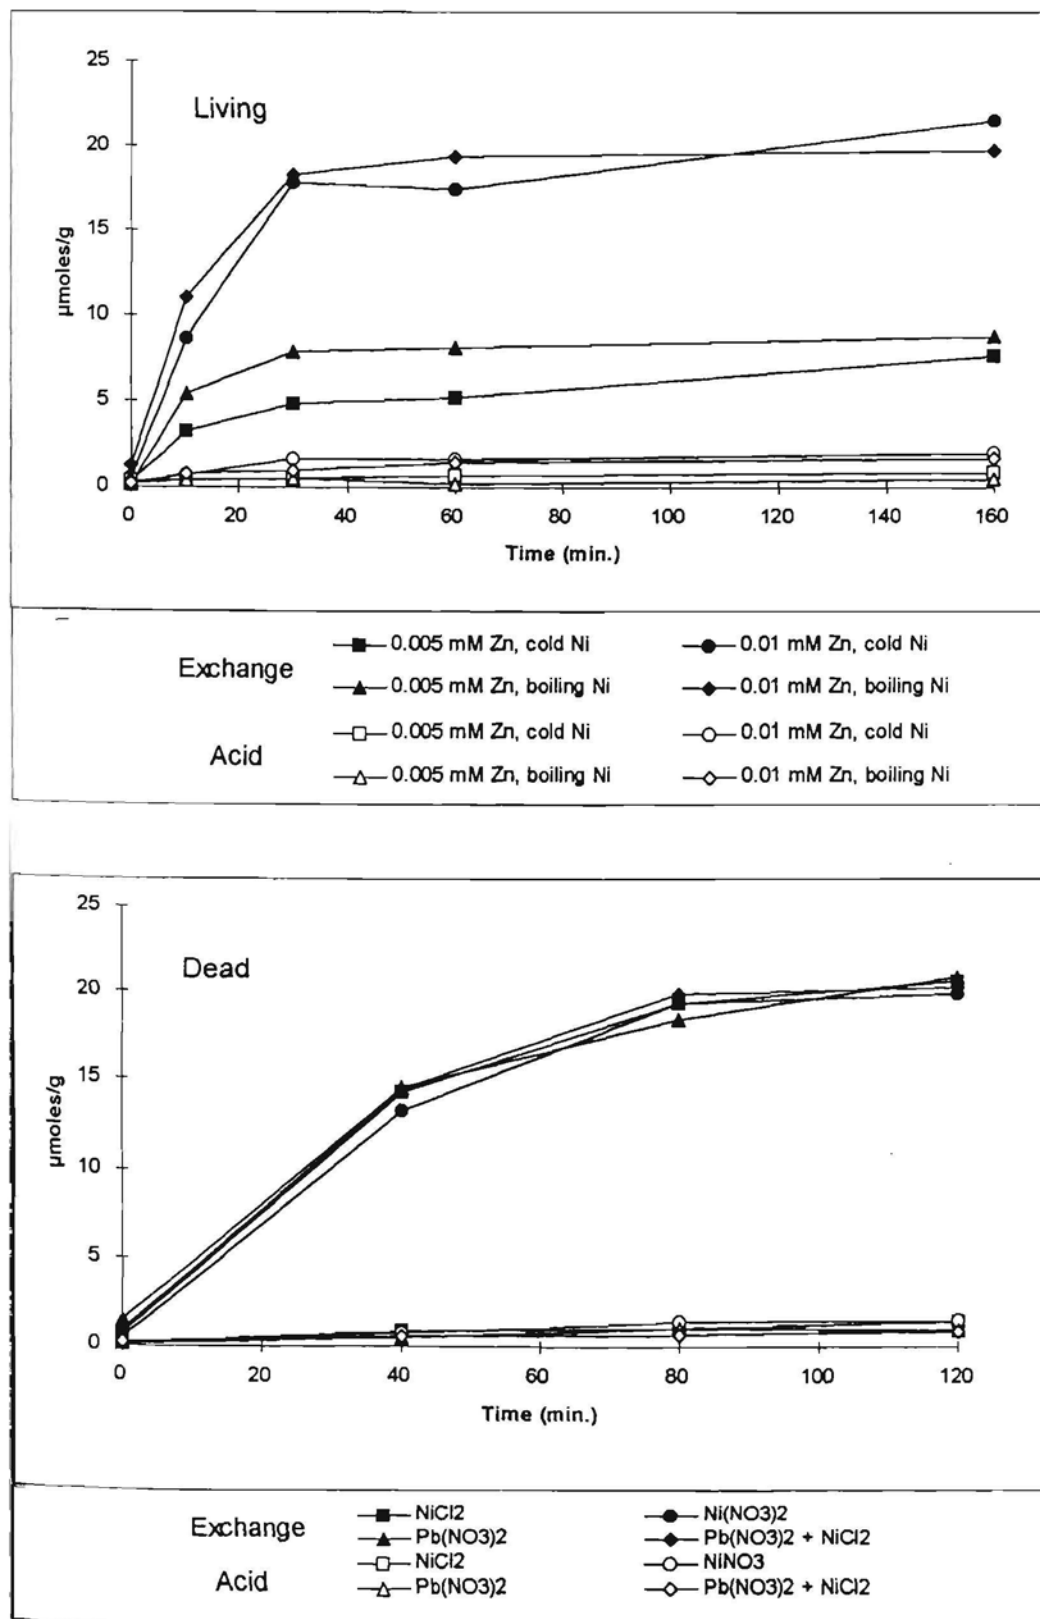 25
Living
20
15
µmoles/g
10
5
0
0 20 40 60 80 100 120 140 160
Time (min.)
Exchange
0.005 mM Zn, cold Ni 0.01 mM Zn, cold Ni
0.005 mM Zn, boiling Ni 0.01 mM Zn, boiling Ni
Acid
0.005 mM Zn, cold Ni 0.01 mM Zn, cold Ni
0.005 mM Zn, boiling Ni 0.01 mM Zn, boiling Ni
25
Dead
20
15
µmoles/g
10
5
0
0 20 40 60 80 100 120
Time (min.)
Exchange
NiCl2 Ni(NO3)2
Pb(NO3)2 Pb(NO3)2 + NiCl2
Acid
NiCl2 NiNO3
Pb(NO3)2 Pb(NO3)2 + NiCl2